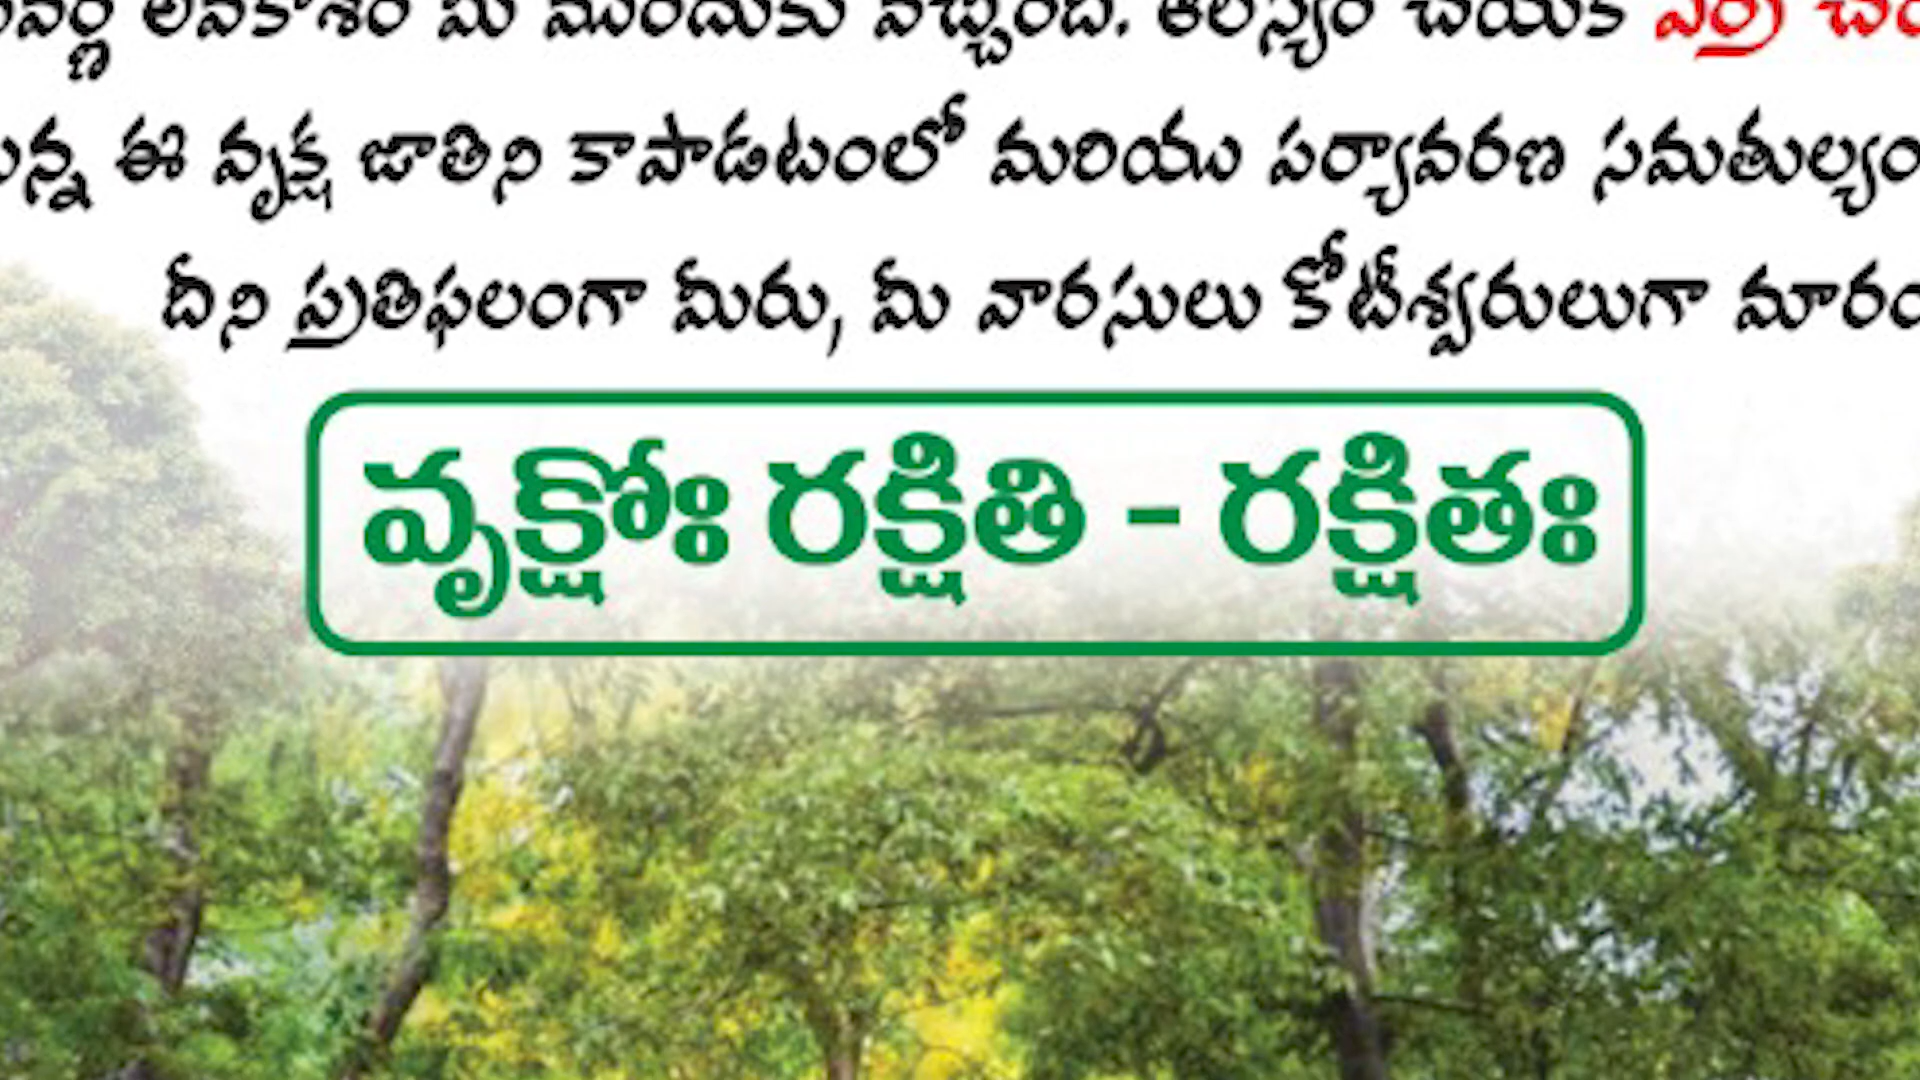 అవకాశం మీ ముందుకు వచ్చింది. ఆలస్యం చేయక ఎర్ర
ఈ వృక్ష జాతిని కాపాడటంలో మరియు పర్యావరణ సమతుల్యం
దీని ప్రతిఫలంగా మీరు, మీ వారసులు కోటీశ్వరులుగా
వృక్షోః రక్షితి - రక్షితః